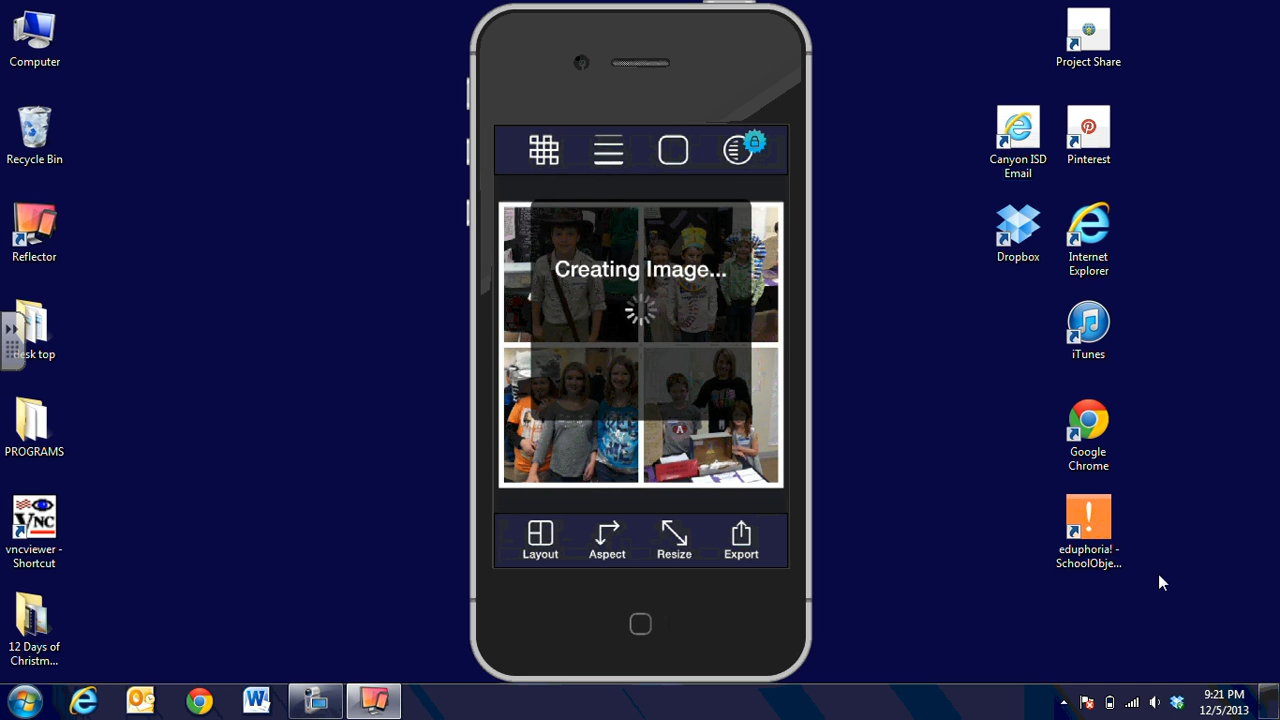 Computer
Recycle Bin
Reflector
esk top
PROGRAMS
VNC
vncviewer -
Shortcut
12 Days of
Christm...
Creating Image...
A
Layout
Aspect
Resize
Export
Project Share
Canyon ISD
Email
Pinterest
Dropbox
Internet
Explorer
iTunes
Google
Chrome
eduphoria! -
SchoolObje...
9:21 PM
12/5/2013